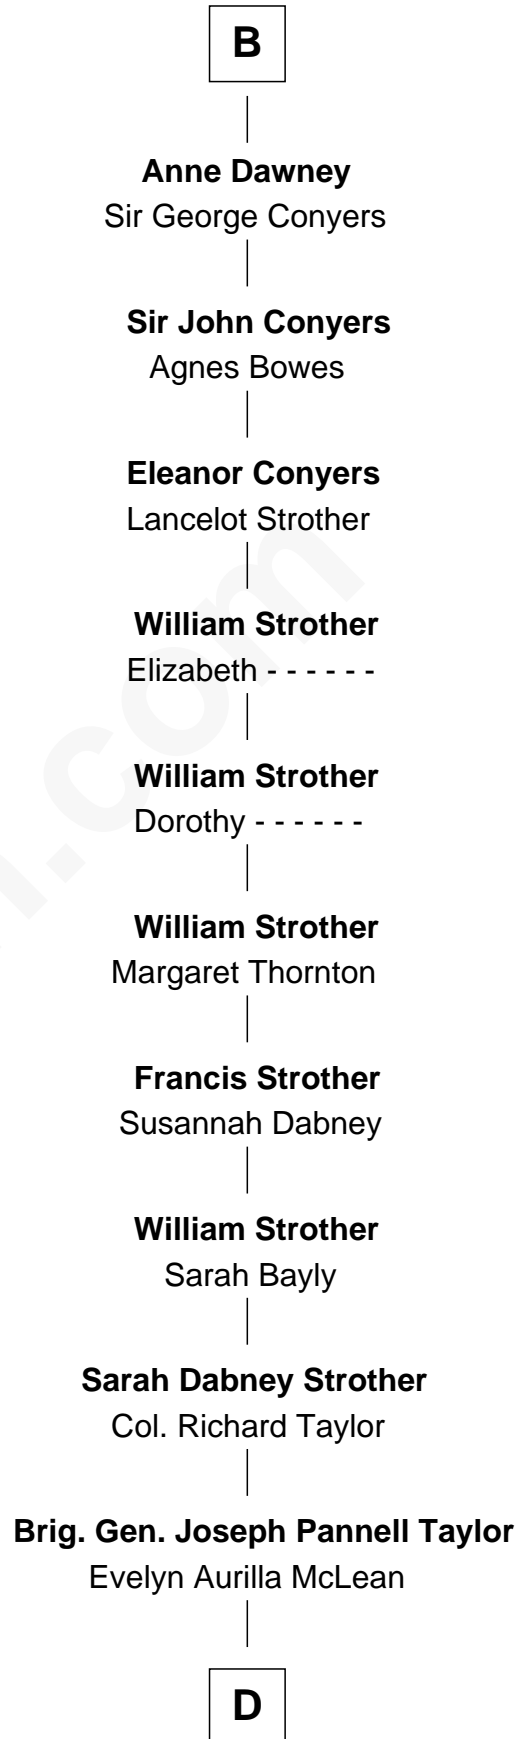 B
Anne Dawney
Sir George Conyers
Sir John Conyers
Agnes Bowes
Eleanor Conyers
Lancelot Strother
William Strother
Elizabeth - - - - - -
William Strother
Dorothy - - - - - -
William Strother
Margaret Thornton
Francis Strother
Susannah Dabney
William Strother
Sarah Bayly
Sarah Dabney Strother
Col. Richard Taylor
Brig. Gen. Joseph Pannell Taylor
Evelyn Aurilla McLean
D